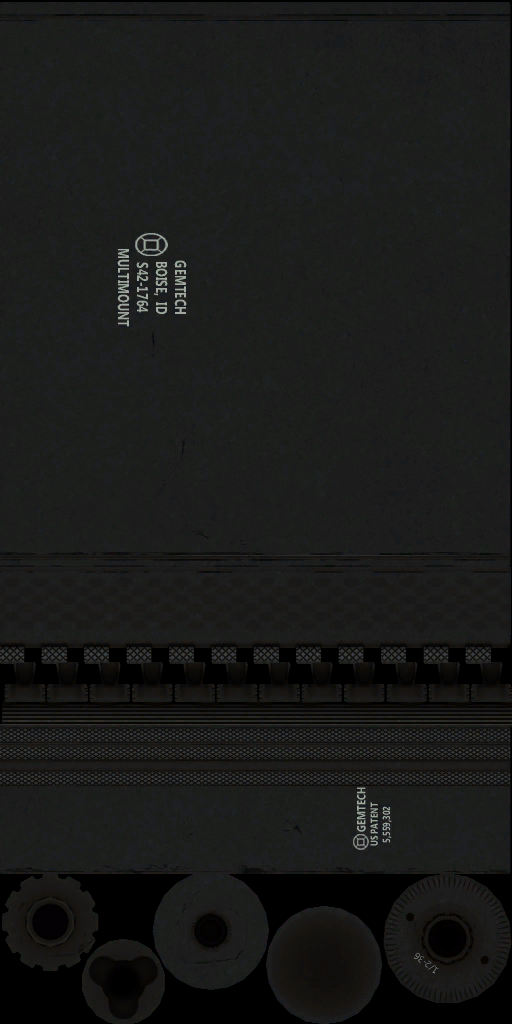 GEMTECH
BOISE, ID
S42-1764
MULTIMOUNT
GEMTECH
US PATENT
5,559,302
1/2-36